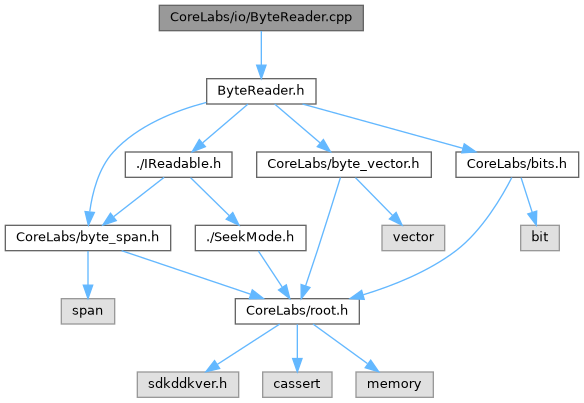 CoreLabs/io/ByteReader.cpp
ByteReader.h
./IReadable.h
CoreLabs/byte_vector.h
CoreLabs/bits.h
CoreLabs/byte_span.h
./SeekMode.h
vector
bit
span
CoreLabs/root.h
sdkddkver.h
cassert
memory